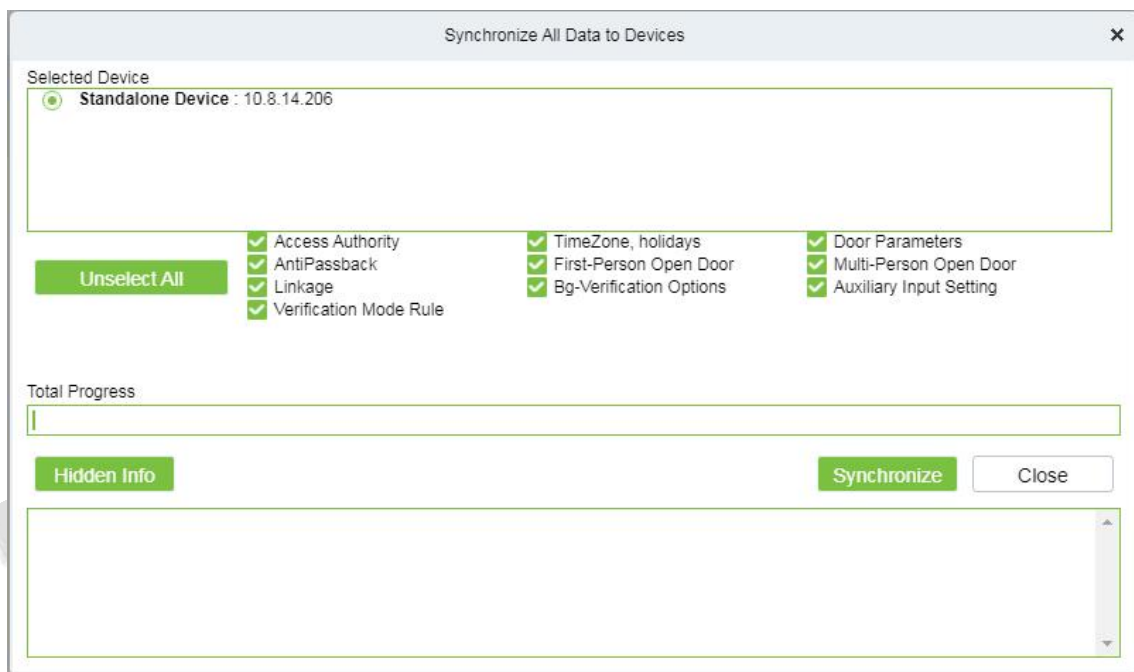 Synchronize All Data to Devices
Selected Device
Standalone Device : 10.8.14.206
Unselect All
Access Authority
TimeZone, holidays
Door Parameters
AntiPassback
First-Person Open Door
Multi-Person Open Door
Linkage
Bg-Verification Options
Auxiliary Input Setting
Verification Mode Rule
Total Progress
Hidden Info
Synchronize
Close